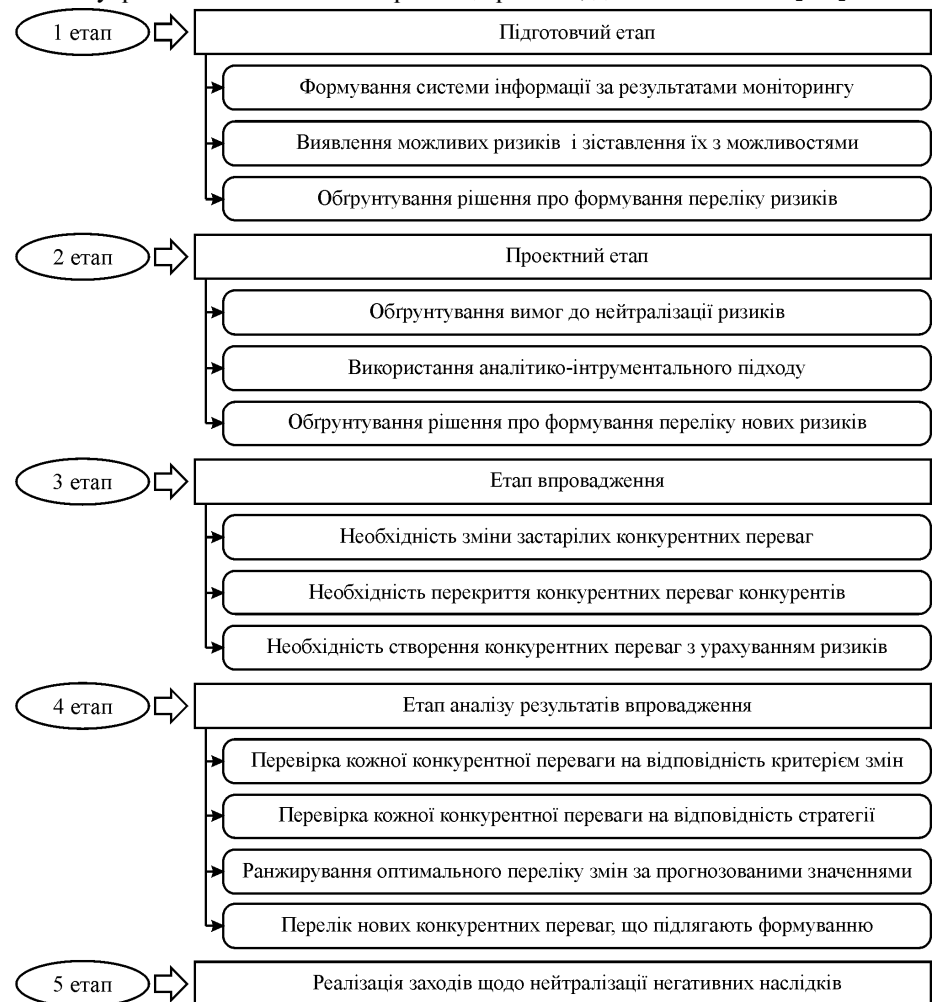 1 етап
Підготовчий етап
Формування системи інформації за результатами моніторингу
Виявлення можливих ризиків і зіставлення їх з можливостями
Обґрунтування рішення про формування переліку ризиків
2 етап
Проектний етап
Обґрунтування вимог до нейтралізації ризиків
Використання аналітико-інтрументального підходу
Обґрунтування рішення про формування переліку нових ризиків
3 етап
Етап впровадження
Необхідність зміни застарілих конкурентних переваг
Необхідність перекриття конкурентних переваг конкурентів
Необхідність створення конкурентних переваг з урахуванням ризиків
4 етап
Етап аналізу результатів впровадження
Перевірка кожної конкурентної переваги на відповідність критерієм змін
Перевірка кожної конкурентної переваги на відповідність стратегії
Ранжирування оптимального переліку змін за прогнозованими значеннями
Перелік нових конкурентних переваг, що підлягають формуванню
5 етап
Реалізація заходів щодо нейтралізації негативних наслідків